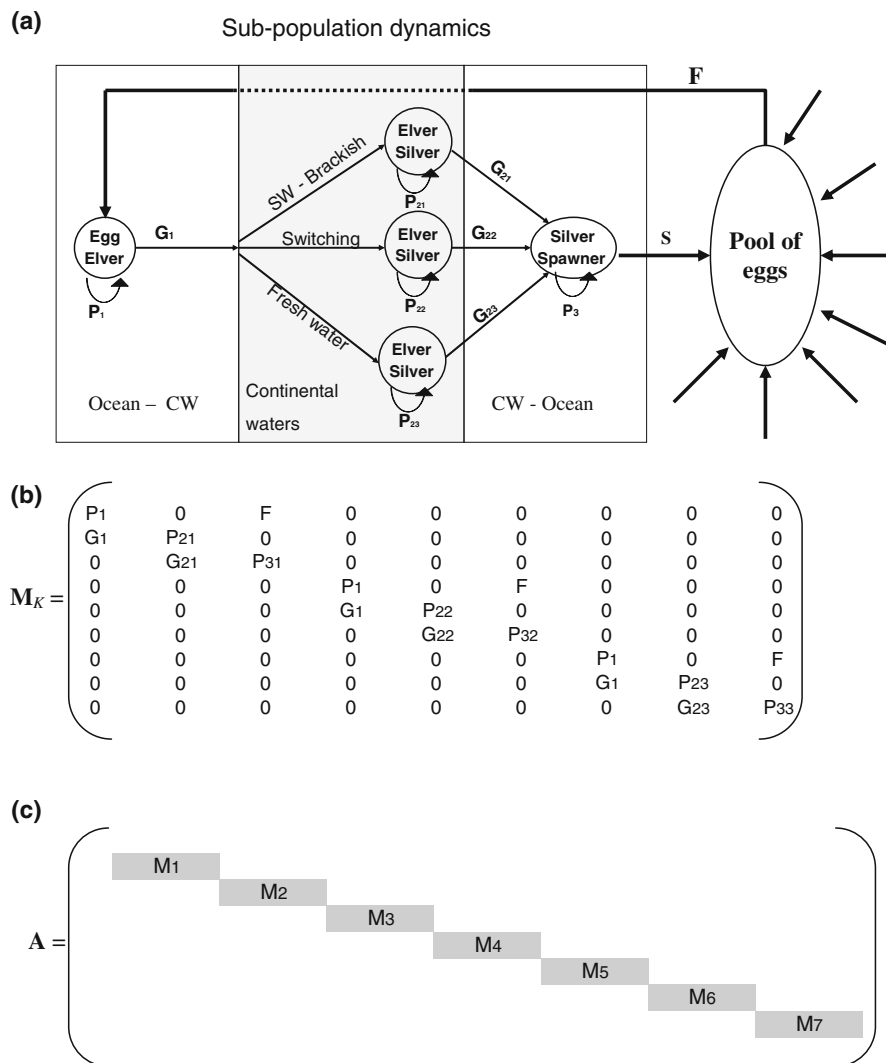 (a)
Sub-population dynamics
F
Elver
Silver
SW - Brackish
P21
G21
Egg
Elver
G1
P1
Switching
Elver
Silver
P22
G22
Silver
Spawner
P3
S
Pool of
eggs
Fresh water
Elver
Silver
P23
G23
Ocean – CW
Continental
waters
CW - Ocean
(b)
MK =
P1 0 F 0 0 0 0 0 0
G1 P21 0 0 0 0 0 0 0
0 G21 P31 0 0 0 0 0 0
0 0 0 P1 0 F 0 0 0
0 0 0 G1 P22 0 0 0 0
0 0 0 0 G22 P32 0 0 0
0 0 0 0 0 0 P1 0 F
0 0 0 0 0 0 G1 P23 0
0 0 0 0 0 0 0 G23 P33
(c)
A =
M1
M2
M3
M4
M5
M6
M7